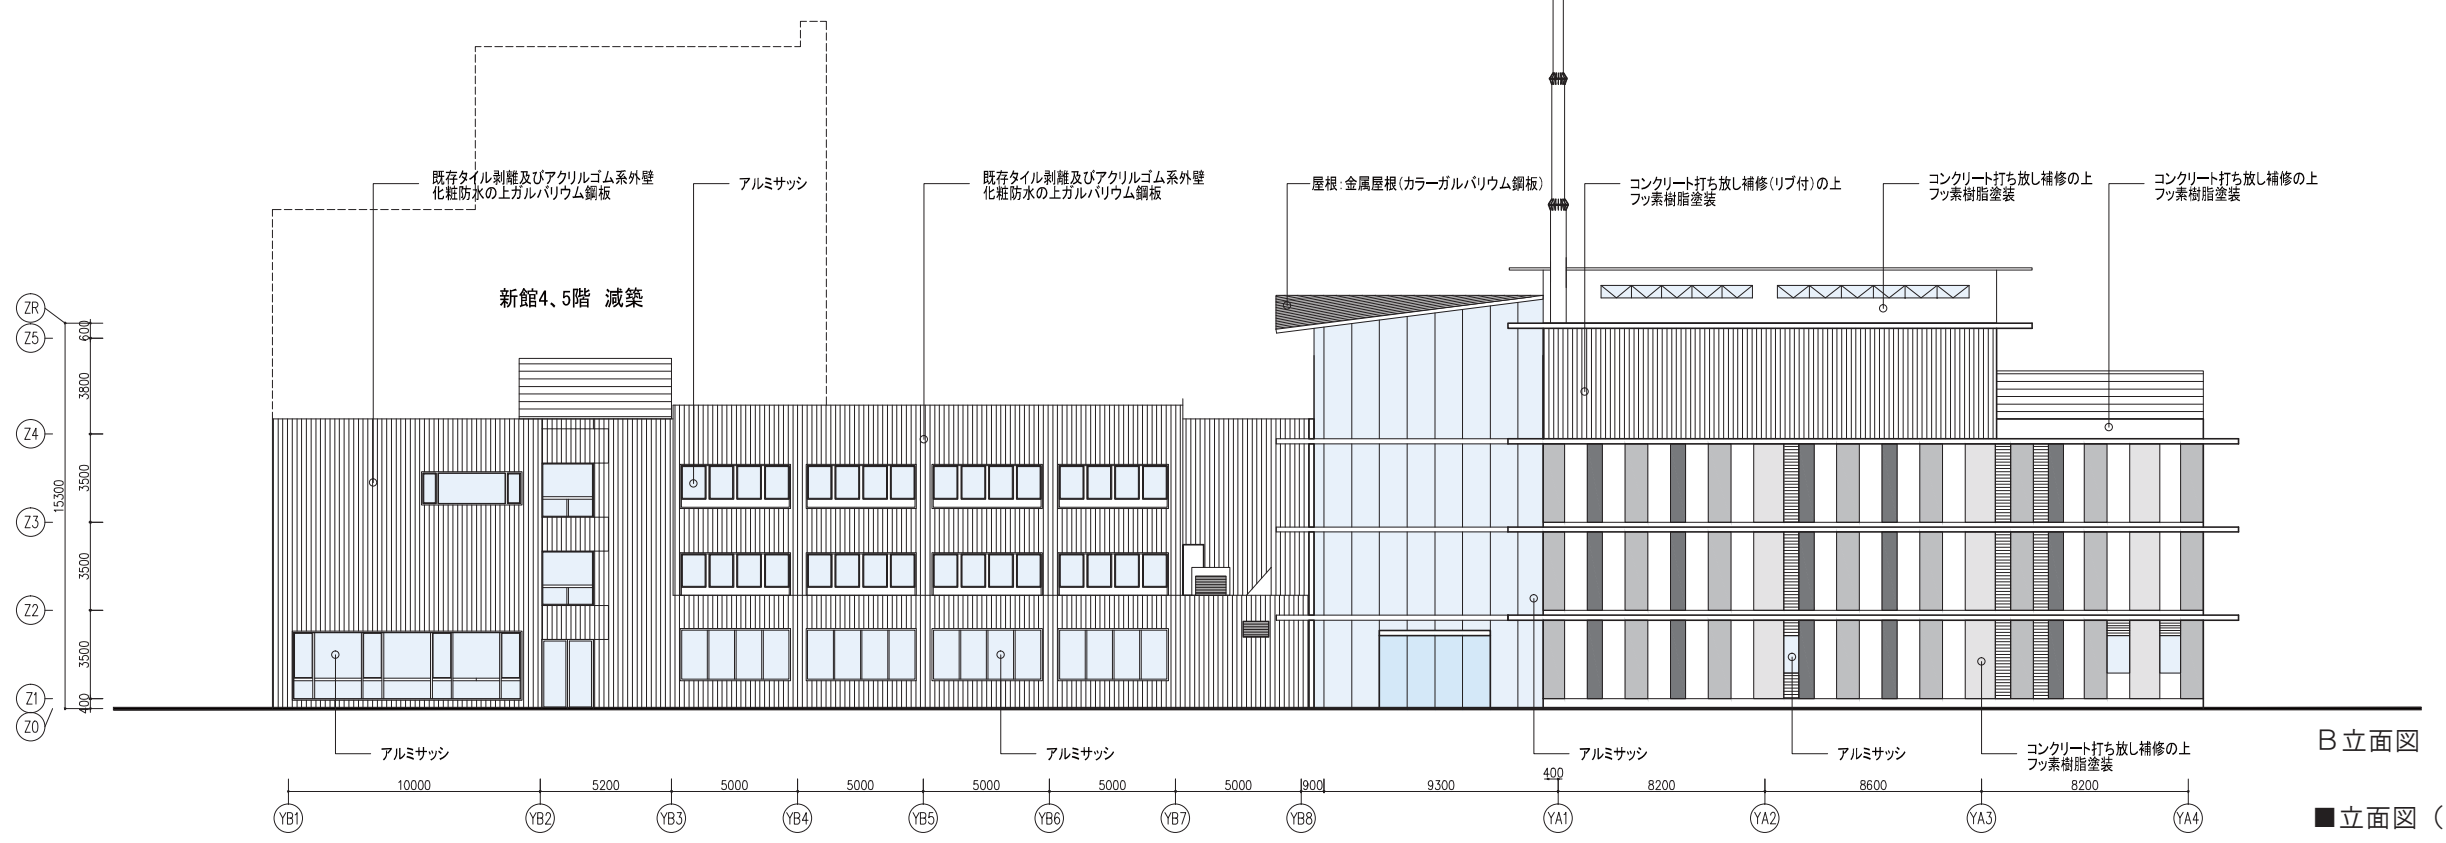 既存タイル剥離及びアクリルゴム系外壁
化粧防水の上ガルバリウム鋼板
アルミサッシ
既存タイル剥離及びアクリルゴム系外壁
化粧防水の上ガルバリウム鋼板
屋根：金属屋根（カラーガルバリウム鋼板）
コンクリート打ち放し補修（リブ付）の上
フッ素樹脂塗装
コンクリート打ち放し補修の上
フッ素樹脂塗装
コンクリート打ち放し補修の上
フッ素樹脂塗装
新館4、5階 減築
ZR
Z5
Z4
Z3
Z2
Z1
Z0
15300
600
3800
3500
3500
3500
400
アルミサッシ
アルミサッシ
アルミサッシ
アルミサッシ
コンクリート打ち放し補修の上
フッ素樹脂塗装
B立面図
10000 5200 5000 5000 5000 5000 5000 900 9300 400 8200 8600 8200
YB1 YB2 YB3 YB4 YB5 YB6 YB7 YB8 YA1 YA2 YA3 YA4
■立面図（